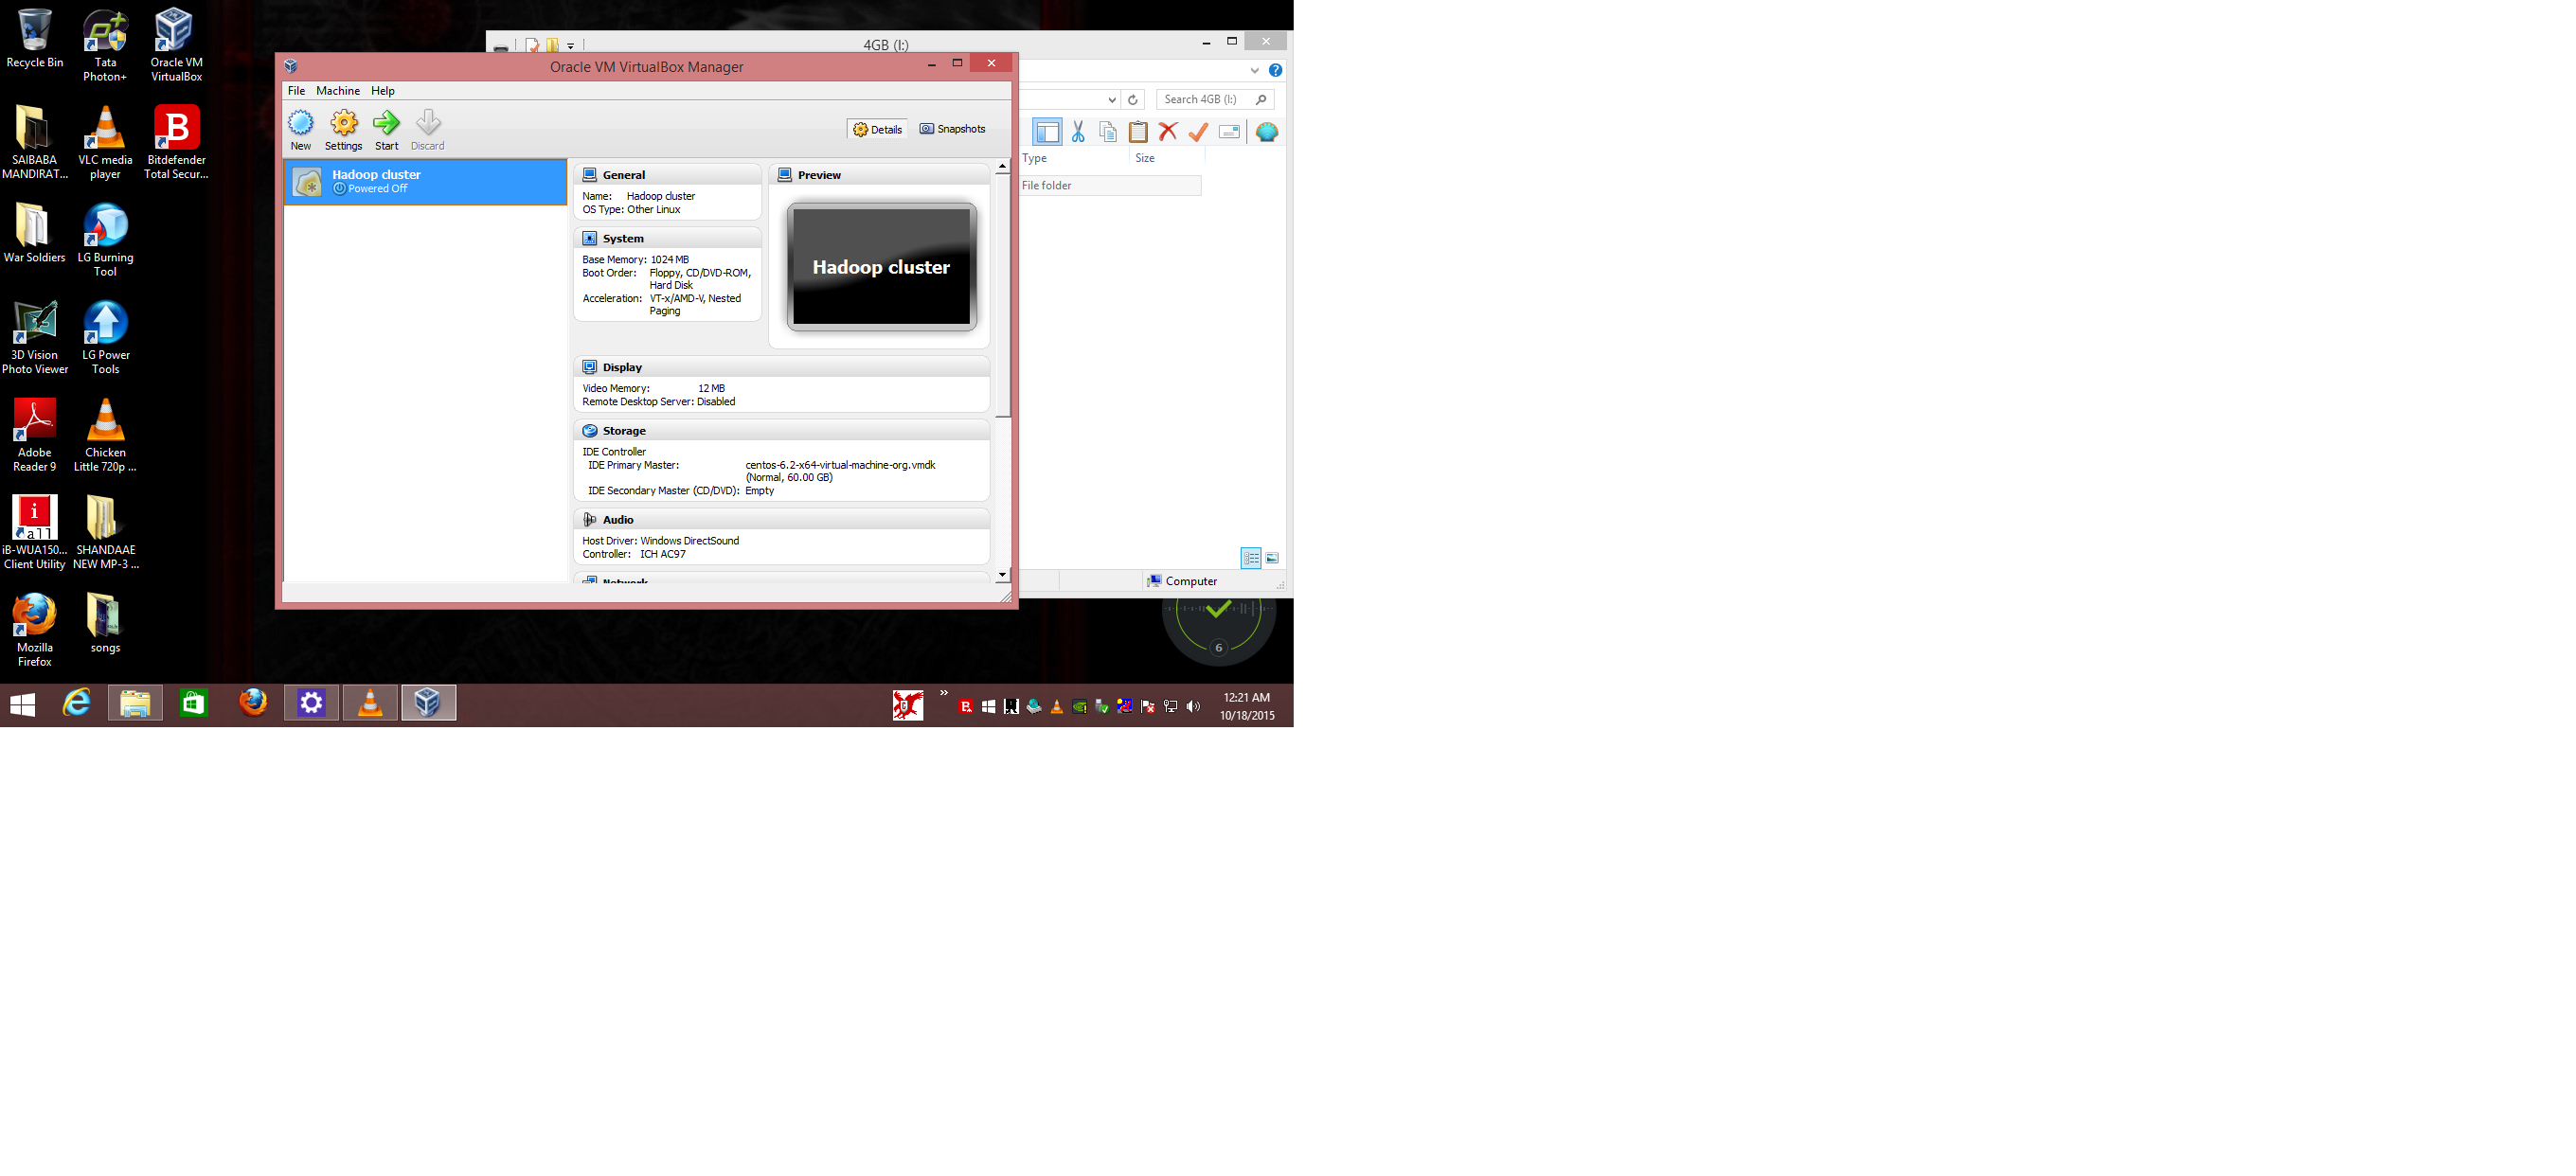 Recycle Bin
Tata
Photon+
Oracle VM
VirtualBox
SAIBABA
MANDIRAT...
VLC media
player
Bitdefender
Total Secur...
War Soldiers
LG Burning
Tool
3D Vision
Photo Viewer
LG Power
Tools
Adobe
Reader 9
Chicken
Little 720p ...
iB-WUA150...
Client Utility
SHANDAAE
NEW MP-3 ...
Mozilla
Firefox
songs
4GB (I:)
Search 4GB (I:)
Type
Size
File folder
Computer
Oracle VM VirtualBox Manager
File
Machine
Help
New
Settings
Start
Discard
Details
Snapshots
Hadoop cluster
Powered Off
General
Name: Hadoop cluster
OS Type: Other Linux
System
Base Memory: 1024 MB
Boot Order: Floppy, CD/DVD-ROM,
Hard Disk
Acceleration: VT-x/AMD-V, Nested
Paging
Preview
Hadoop cluster
Display
Video Memory: 12 MB
Remote Desktop Server: Disabled
Storage
IDE Controller
IDE Primary Master: centos-6.2-x64-virtual-machine-org.vmdk
(Normal, 60.00 GB)
IDE Secondary Master (CD/DVD): Empty
Audio
Host Driver: Windows DirectSound
Controller: ICH AC97
Network
6
12:21 AM
10/18/2015